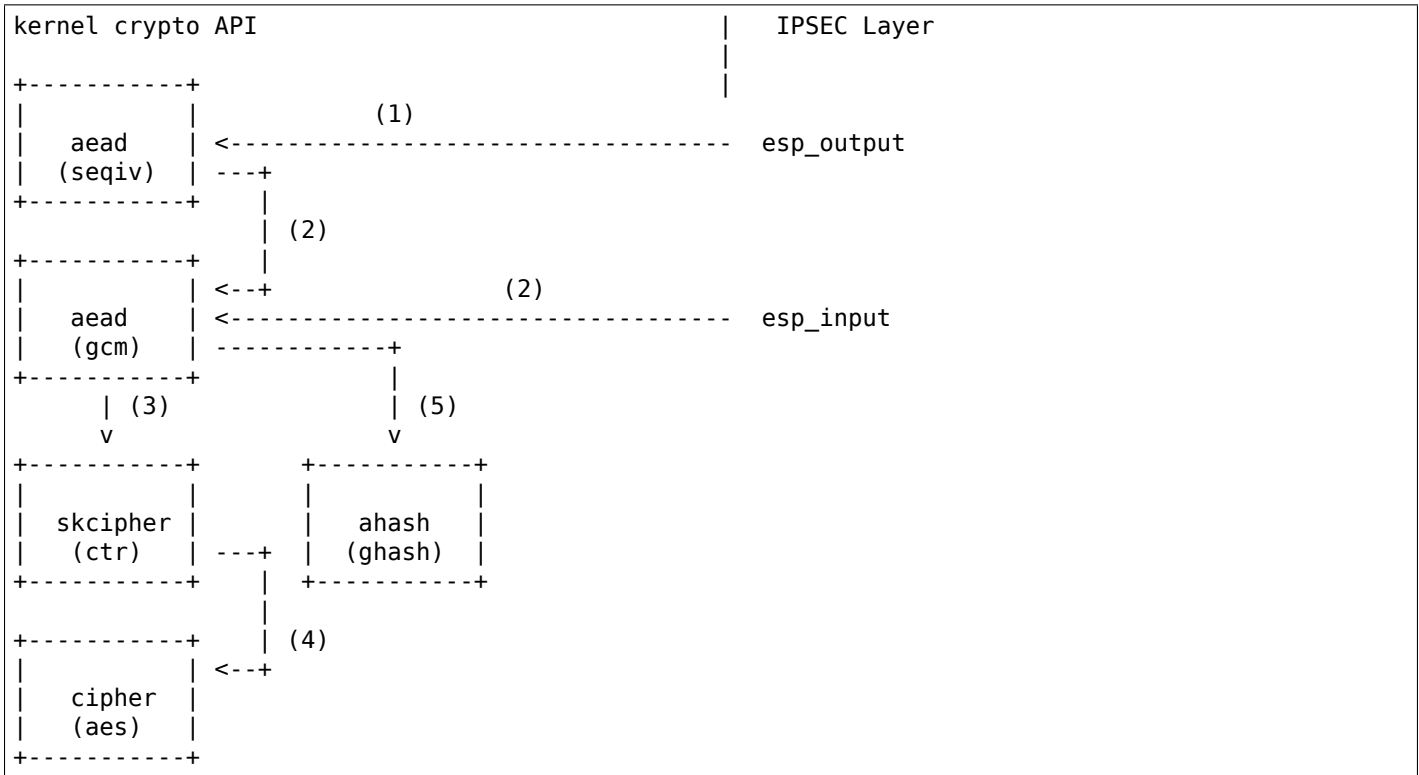 kernel crypto API | IPSEC Layer
|
+-----------+ |
| | (1)
| aead | <----------------------------------- esp_output
| (seqiv) | ---+
+-----------+ |
| (2)
+-----------+ |
| | <--+ (2)
| aead | <----------------------------------- esp_input
| (gcm) | ------------+
+-----------+ |
| (3) | (5)
v v
+-----------+ +-----------+
| | | |
| skcipher | | ahash |
| (ctr) | ---+ | (ghash) |
+-----------+ | +-----------+
|
+-----------+ | (4)
| | <--+
| cipher |
| (aes) |
+-----------+